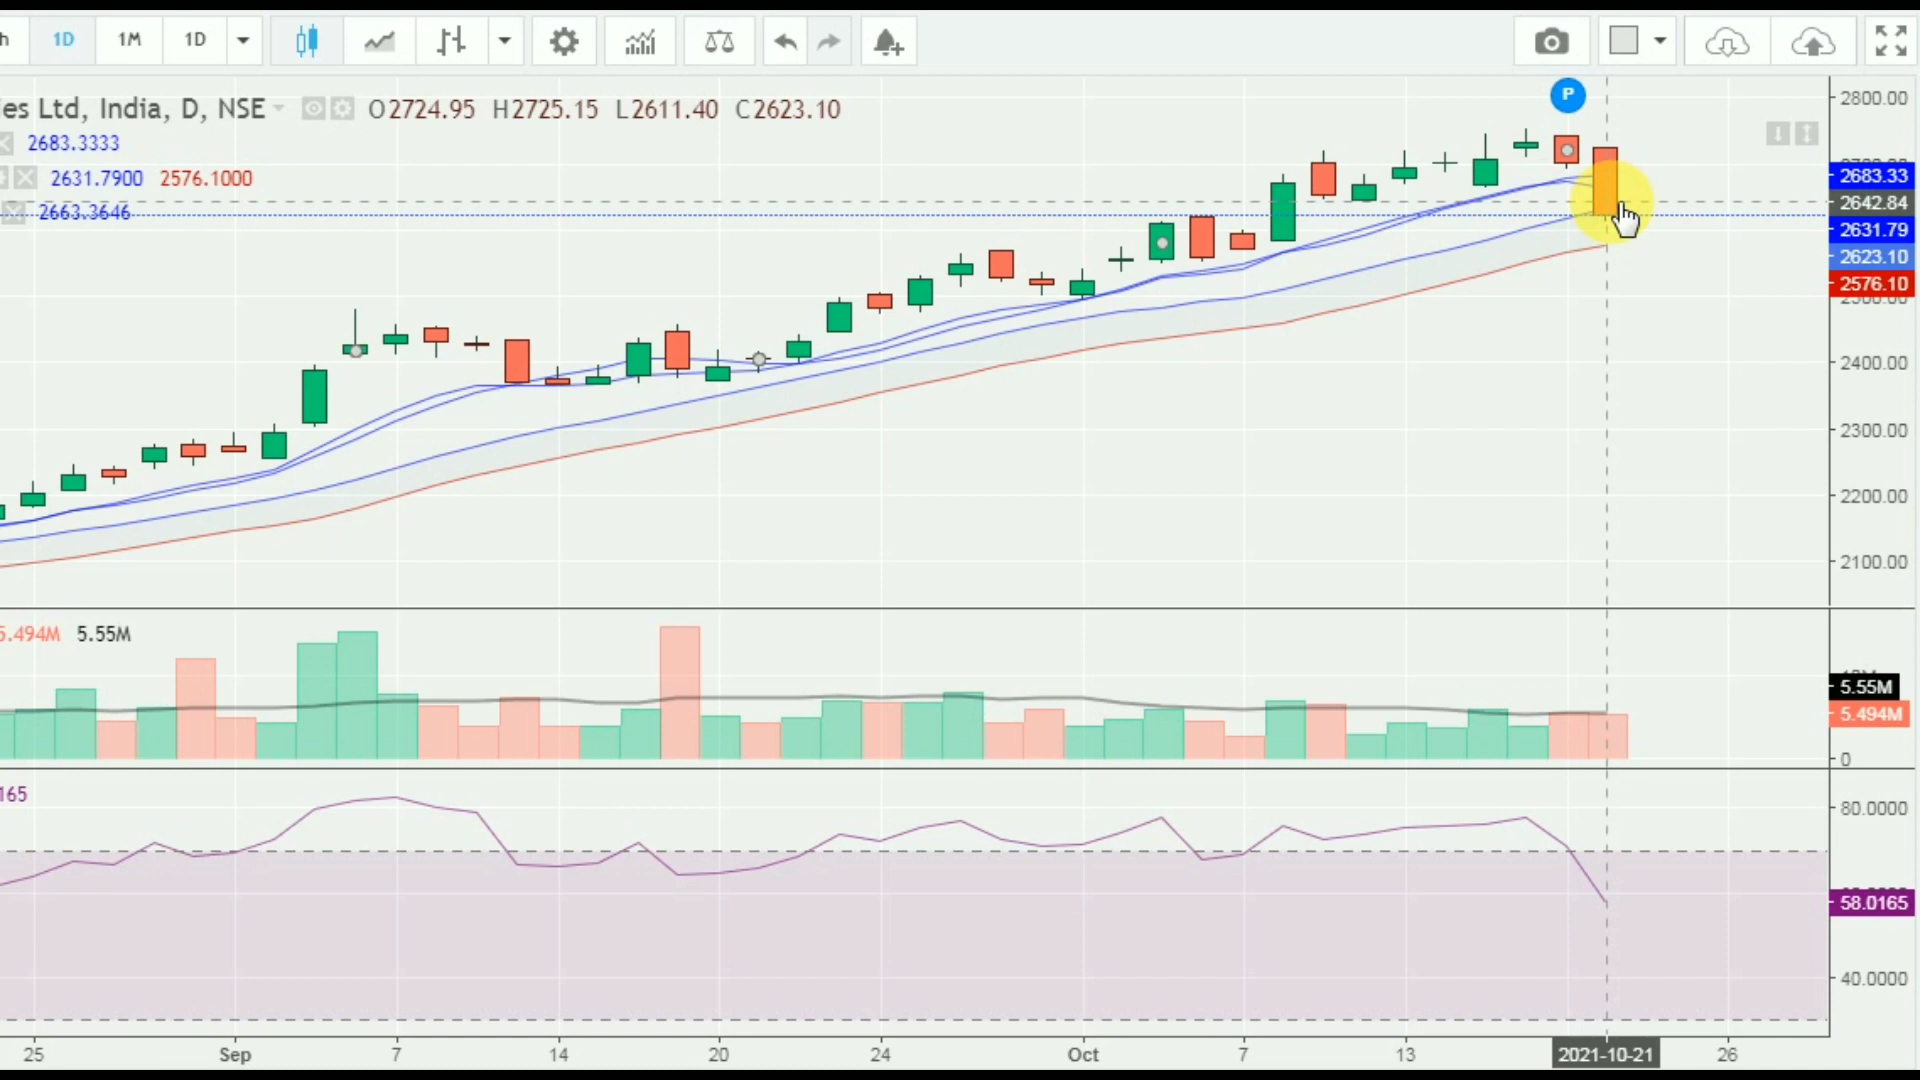 h 1D 1M 1D
es Ltd, India, D, NSE O2724.95 H2725.15 L2611.40 C2623.10
P
2800.00
2683.3333
2631.7900 2576.1000
2683.33
2663.3646
2642.84
2631.79
2623.10
2576.10
2400.00
2300.00
2200.00
2100.00
5.494M 5.55M
5.55M
5.494M
0
165
80.0000
58.0165
40.0000
25 Sep 7 14 20 24 Oct 7 13 2021-10-21 26